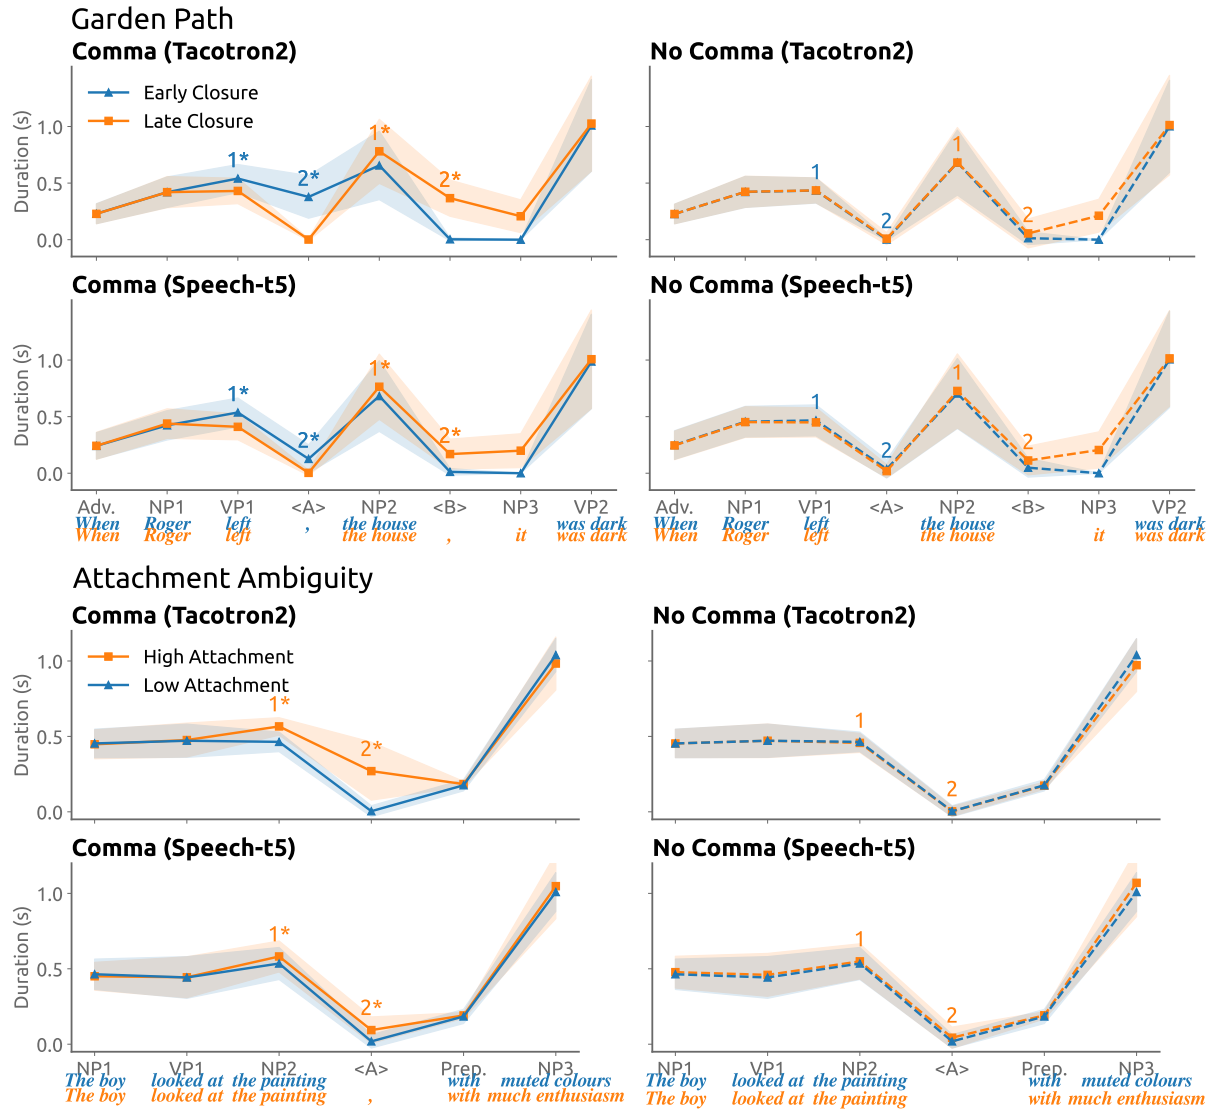 Garden Path
Comma (Tacotron2)
No Comma (Tacotron2)
Early Closure
Late Closure
Duration (s)
1.0
0.5
0.0
1*
2*
1*
2*
1
2
1
2
Comma (Speech-t5)
No Comma (Speech-t5)
Duration (s)
1.0
0.5
0.0
1*
2*
1*
2*
1
2
1
2
Adv. NP1 VP1 <A> NP2 <B> NP3 VP2
When Roger left , the house was dark
When Roger left the house , it was dark
Adv. NP1 VP1 <A> NP2 <B> NP3 VP2
When Roger left the house was dark
When Roger left the house it was dark
Attachment Ambiguity
Comma (Tacotron2)
No Comma (Tacotron2)
High Attachment
Low Attachment
Duration (s)
1.0
0.5
0.0
1*
2*
1
2
Comma (Speech-t5)
No Comma (Speech-t5)
Duration (s)
1.0
0.5
0.0
1*
2*
1
2
NP1 VP1 NP2 <A> Prep. NP3
The boy looked at the painting with muted colours
The boy looked at the painting , with much enthusiasm
NP1 VP1 NP2 <A> Prep. NP3
The boy looked at the painting with muted colours
The boy looked at the painting with much enthusiasm